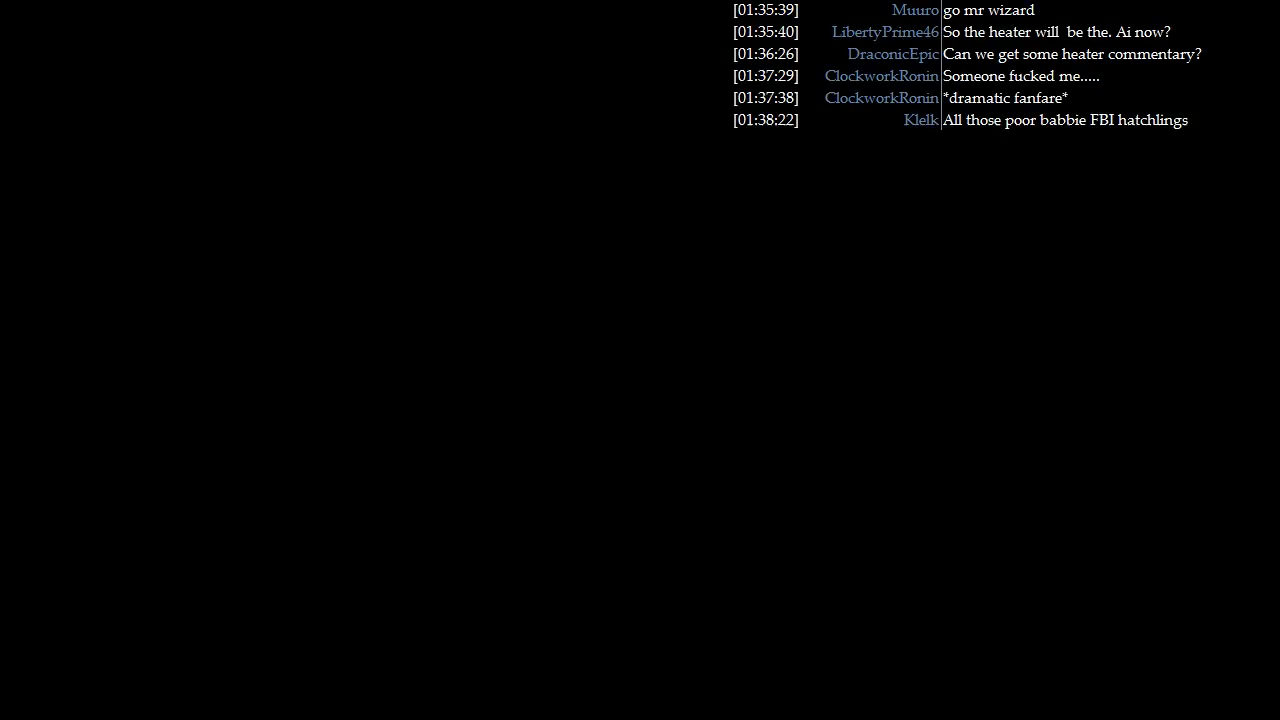 [01:35:39] Muuro go mr wizard
[01:35:40] LibertyPrime46 So the heater will  be the. Ai now?
[01:36:26] DraconicEpic Can we get some heater commentary?
[01:37:29] ClockworkRonin Someone fucked me.....
[01:37:38] ClockworkRonin *dramatic fanfare*
[01:38:22] Klelk All those poor babbie FBI hatchlings